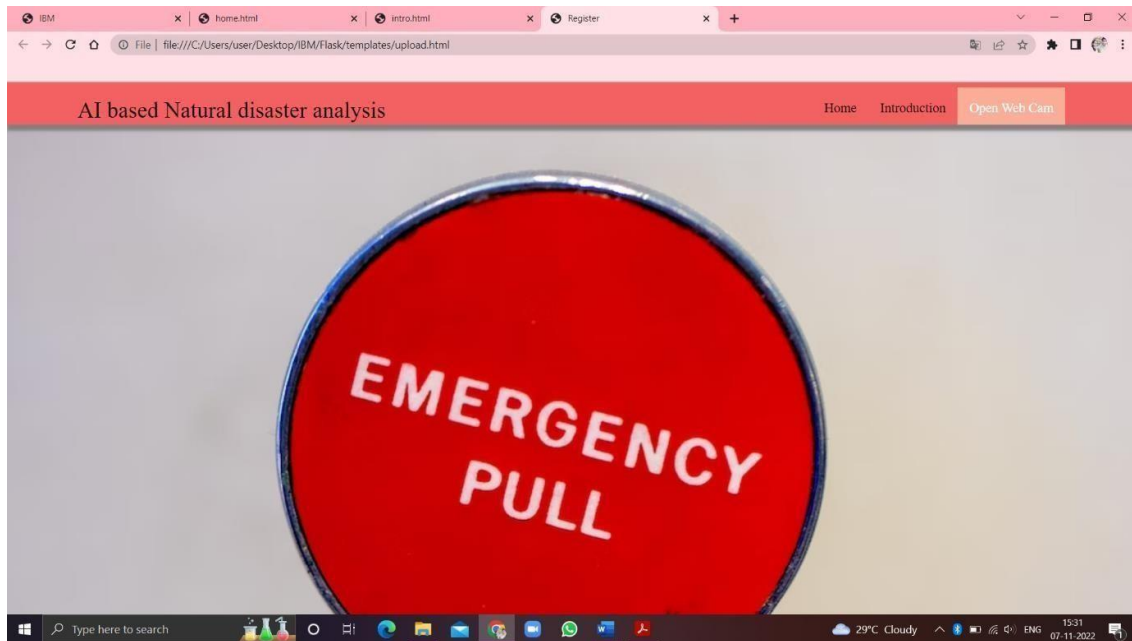 IBM
home.html
intro.html
Register
File
file:///C:/Users/user/Desktop/IBM/Flask/templates/upload.html
AI based Natural disaster analysis
Home
Introduction
Open Web Cam
EMERGENCY
PULL
Type here to search
29°C Cloudy
ENG
15:31
07-11-2022